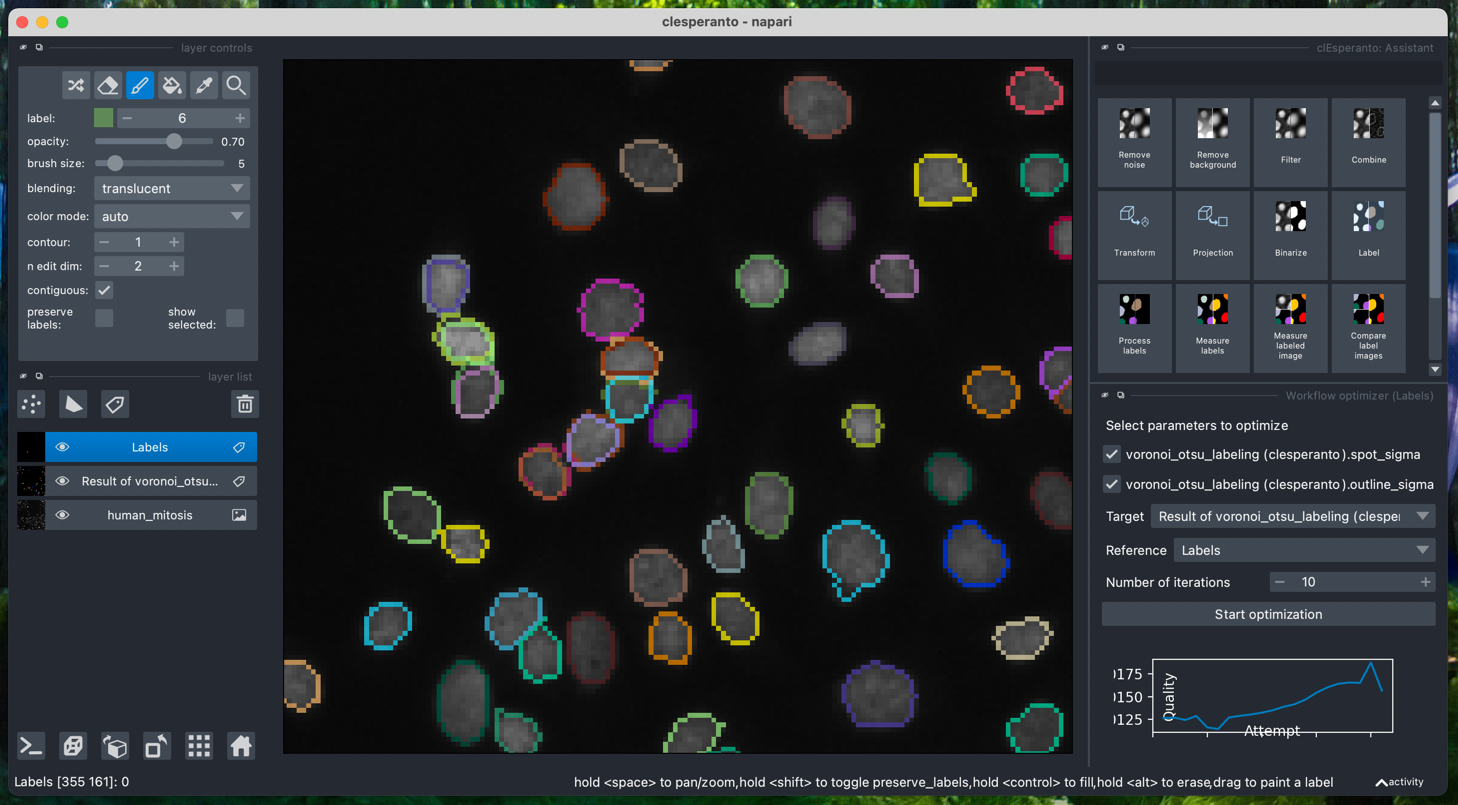 clesperanto - napari
layer controls
label:
6
opacity:
0.70
brush size:
5
blending:
translucent
color mode:
auto
contour:
1
n edit dim:
2
contiguous:
preserve
labels:
show
selected:
layer list
Labels
Result of voronoi_otsu...
human_mitosis
clEsperanto: Assistant
Remove
noise
Remove
background
Filter
Combine
Transform
Projection
Binarize
Label
Process
labels
Measure
labels
Measure
labeled
image
Compare
label
images
Workflow optimizer (Labels)
Select parameters to optimize
voronoi_otsu_labeling (clesperanto).spot_sigma
voronoi_otsu_labeling (clesperanto).outline_sigma
Target
Result of voronoi_otsu_labeling (clespe
Reference
Labels
Number of iterations
10
Start optimization
0175
0150
0125
Quality
Attempt
Labels [355 161]: 0
hold <space> to pan/zoom,hold <shift> to toggle preserve_labels,hold <control> to fill,hold <alt> to erase,drag to paint a label
activity